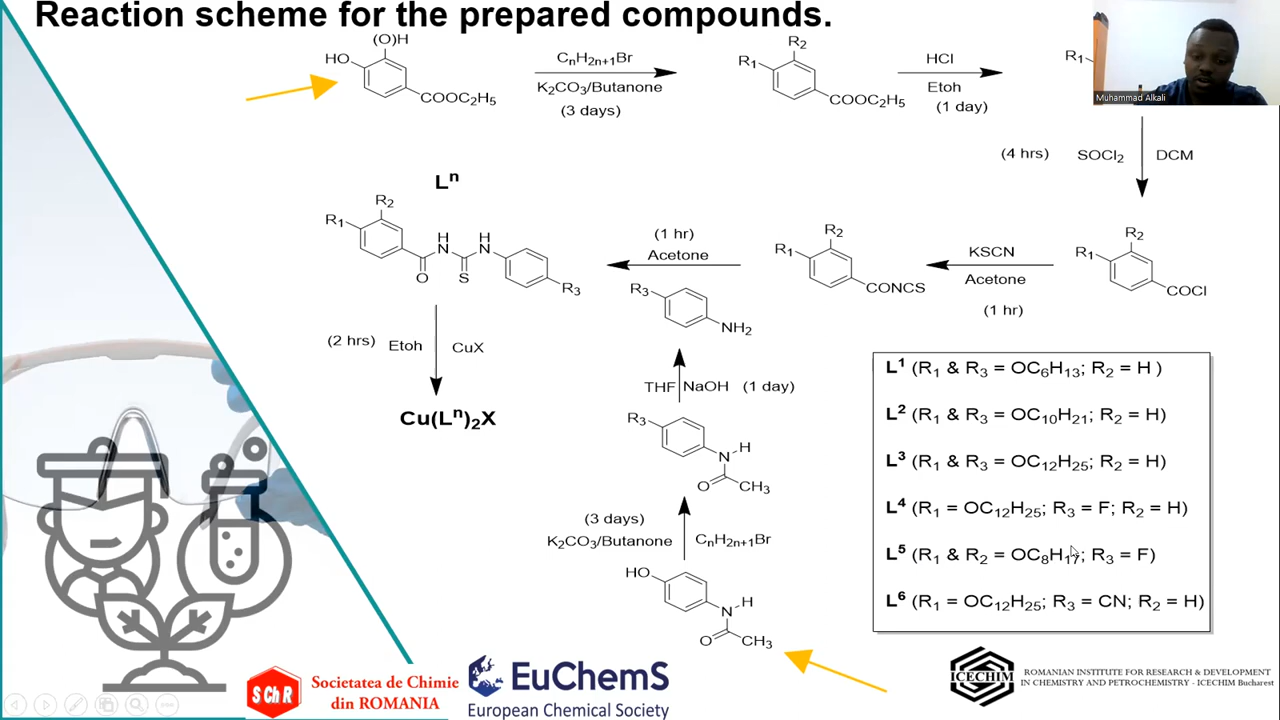 Reaction scheme for the prepared compounds.
(O)H
HO
COOC₂H₅
CₙH₂ₙ₊₁Br
K₂CO₃/Butanone
(3 days)
R₂
R₁
COOC₂H₅
HCl
Etoh
(1 day)
R₁
Muhammad Alkali
(4 hrs) SOCl₂ DCM
R₂
R₁
COCl
KSCN
Acetone
(1 hr)
R₂
R₁
CONCS
(1 hr)
Acetone
R₃
NH₂
Lⁿ
R₂
R₁
H H
N N
O S
R₃
(2 hrs) Etoh CuX
Cu(Lⁿ)₂X
THF NaOH (1 day)
R₃
H
N
O CH₃
(3 days)
K₂CO₃/Butanone CₙH₂ₙ₊₁Br
HO
H
N
O CH₃
L¹ (R₁ & R₃ = OC₆H₁₃; R₂ = H )
L² (R₁ & R₃ = OC₁₀H₂₁; R₂ = H)
L³ (R₁ & R₃ = OC₁₂H₂₅; R₂ = H)
L⁴ (R₁ = OC₁₂H₂₅; R₃ = F; R₂ = H)
L⁵ (R₁ & R₂ = OC₈H₁₇; R₃ = F)
L⁶ (R₁ = OC₁₂H₂₅; R₃ = CN; R₂ = H)
S Ch R
Societatea de Chimie
din ROMANIA
EuChemS
European Chemical Society
ICECHIM
ROMANIAN INSTITUTE FOR RESEARCH & DEVELOPMENT
IN CHEMISTRY AND PETROCHEMISTRY - ICECHIM Bucharest